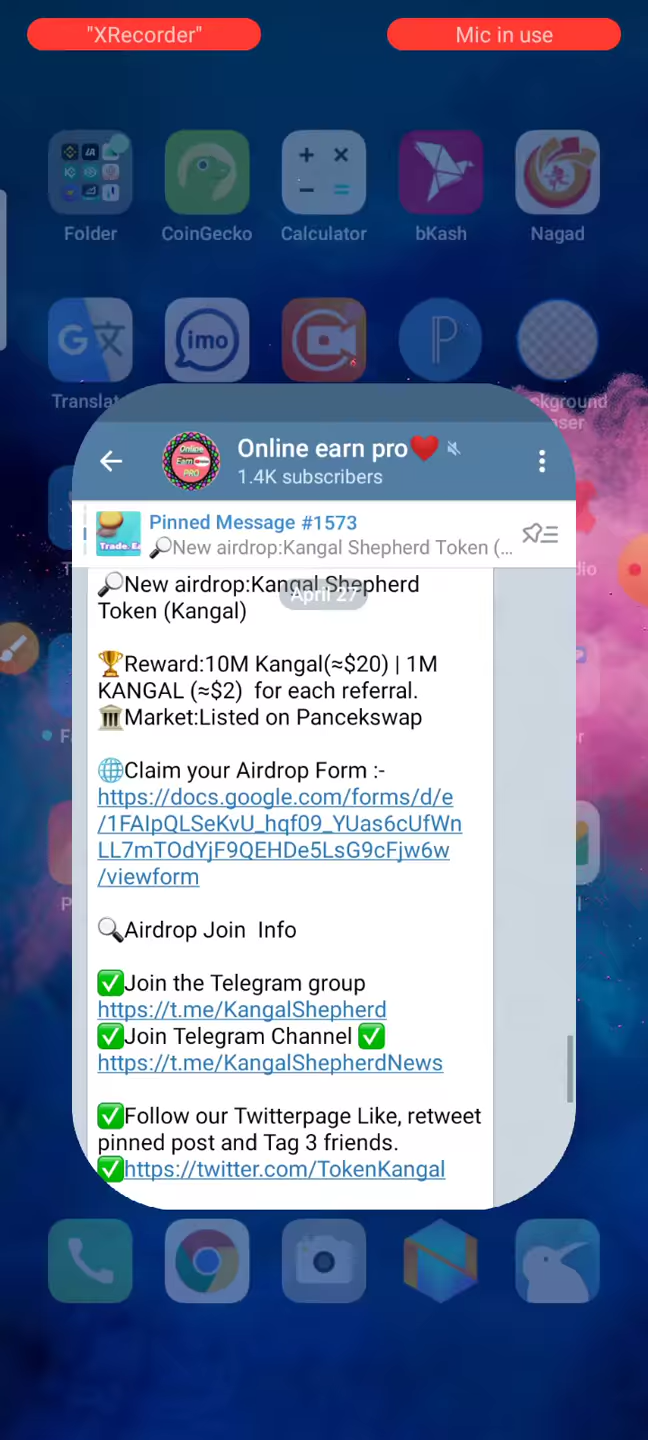 "XRecorder"
Mic in use
Folder
CoinGecko
Calculator
bKash
Nagad
imo
Translat
ckground
ser
Online earn pro❤️
1.4K subscribers
Pinned Message #1573
🔎New airdrop:Kangal Shepherd Token (...
April 27
🔎New airdrop:Kangal Shepherd
Token (Kangal)
🏆Reward:10M Kangal(≈$20) | 1M
KANGAL (≈$2)  for each referral.
🏛Market:Listed on Pancekswap
🌐Claim your Airdrop Form :-
https://docs.google.com/forms/d/e
/1FAIpQLSeKvU_hqf09_YUas6cUfWn
LL7mTOdYjF9QEHDe5LsG9cFjw6w
/viewform
🔍Airdrop Join  Info
✅Join the Telegram group
https://t.me/KangalShepherd
✅Join Telegram Channel ✅
https://t.me/KangalShepherdNews
✅Follow our Twitterpage Like, retweet
pinned post and Tag 3 friends.
✅https://twitter.com/TokenKangal